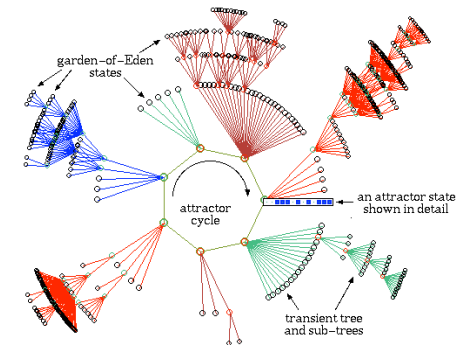 garden-of-Eden
states
attractor
cycle
an attractor state
shown in detail
transient tree
and sub-trees